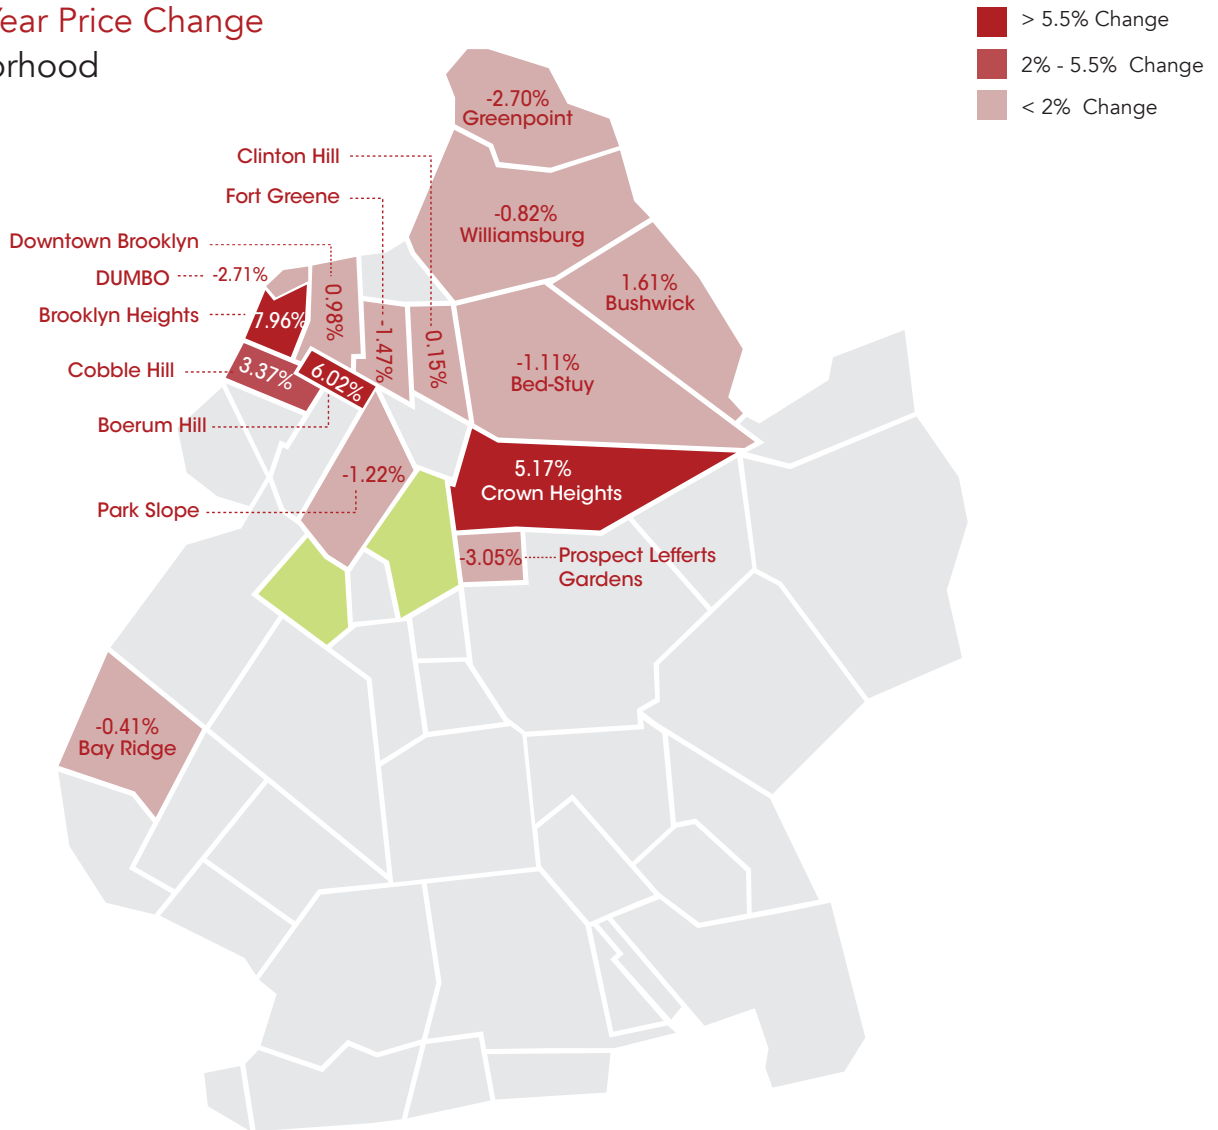 Year Price Change
orhood
> 5.5% Change
2% - 5.5% Change
< 2% Change
-2.70%
Greenpoint
Clinton Hill
Fort Greene
-0.82%
Williamsburg
Downtown Brooklyn
DUMBO
-2.71%
1.61%
Bushwick
Brooklyn Heights
7.96%
0.98%
-1.47%
0.15%
-1.11%
Bed-Stuy
Cobble Hill
3.37%
6.02%
Boerum Hill
-1.22%
5.17%
Crown Heights
Park Slope
-3.05%
Prospect Lefferts
Gardens
-0.41%
Bay Ridge